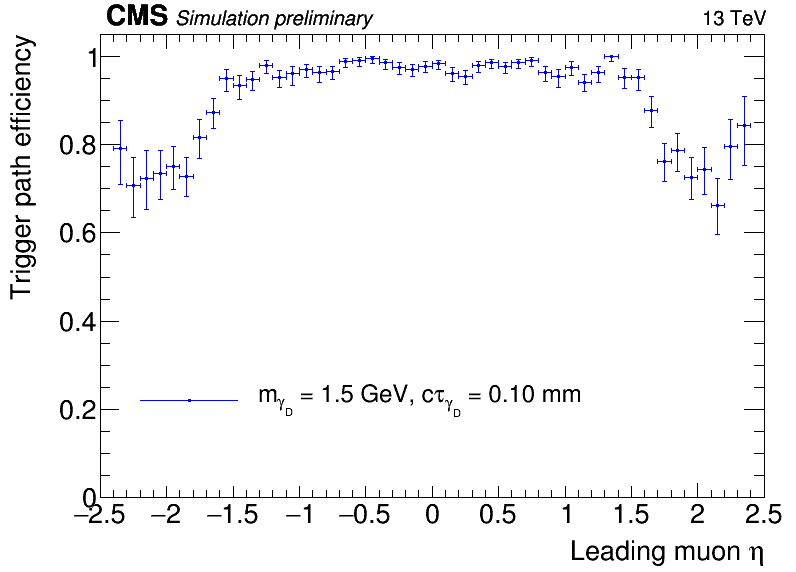 CMS Simulation preliminary 13 TeV
Trigger path efficiency
1
0.8
0.6
0.4
0.2
0
mγD = 1.5 GeV, cτγD = 0.10 mm
−2.5 −2 −1.5 −1 −0.5 0 0.5 1 1.5 2 2.5
Leading muon η